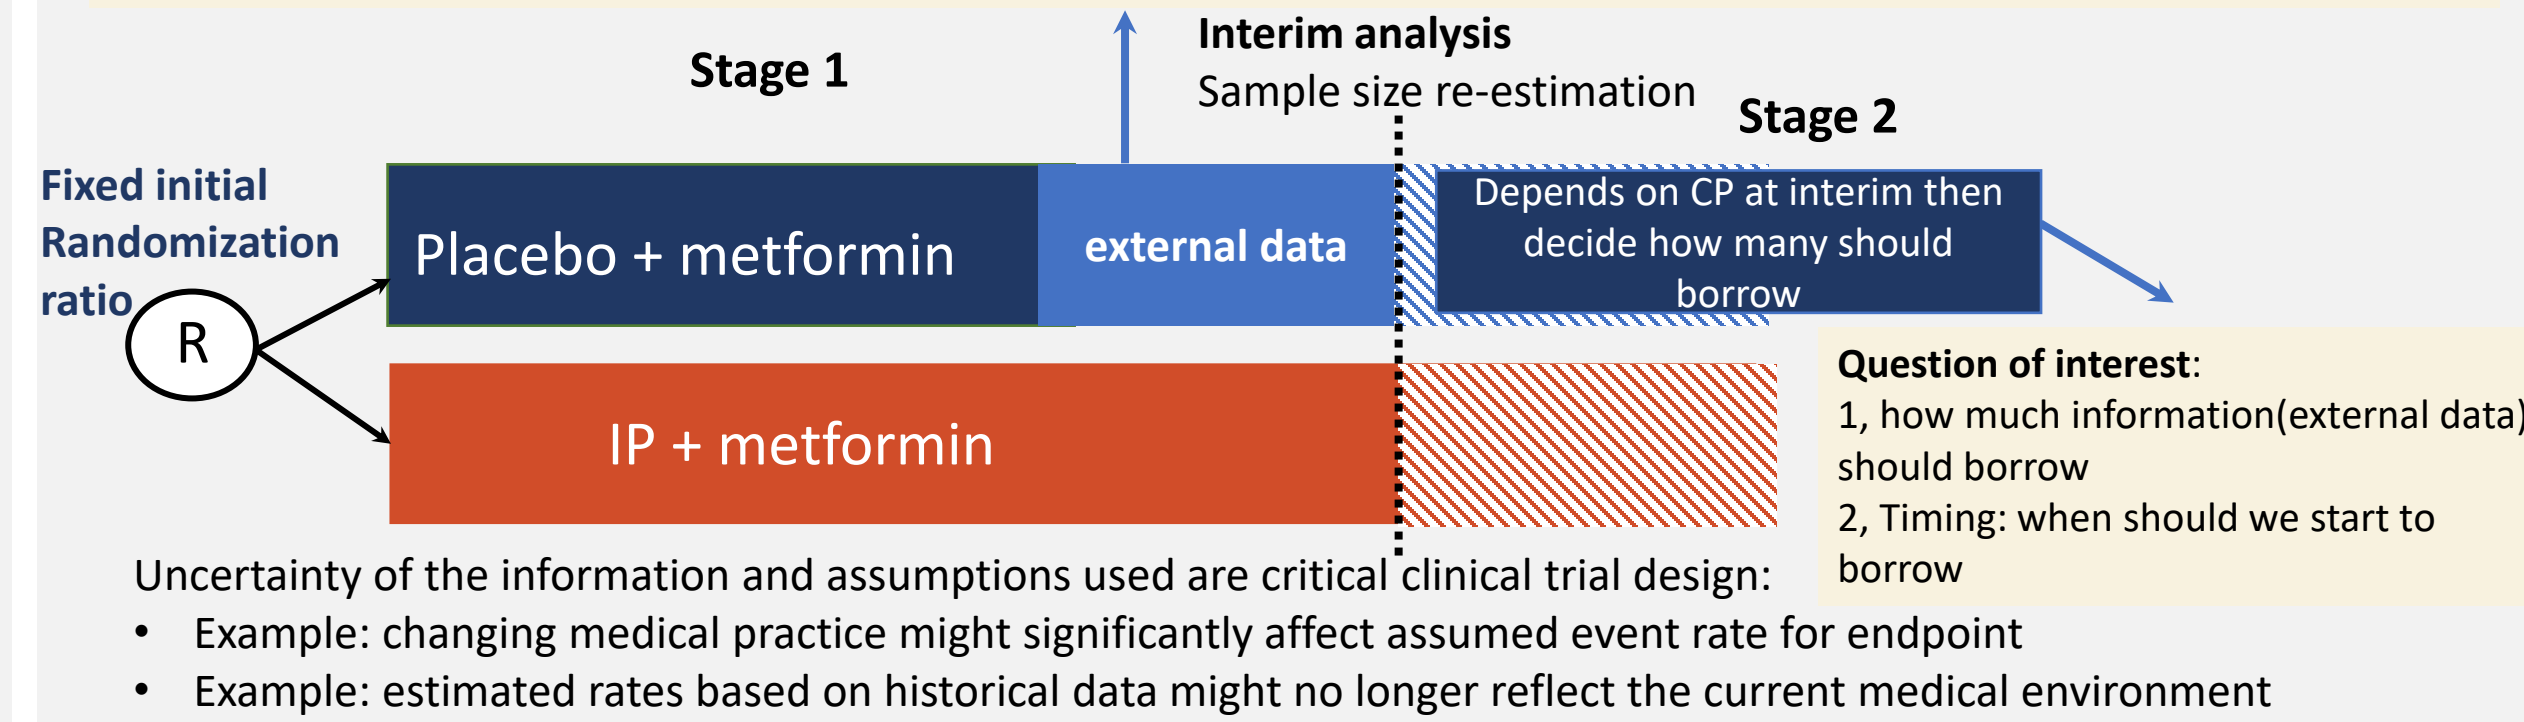 Interim analysis
Sample size re-estimation
Stage 1
Stage 2
Fixed initial
Randomization
ratio
R
Placebo + metformin
external data
Depends on CP at interim then
decide how many should
borrow
IP + metformin
Question of interest:
1, how much information(external data)
should borrow
2, Timing: when should we start to
borrow
Uncertainty of the information and assumptions used are critical clinical trial design:
• Example: changing medical practice might significantly affect assumed event rate for endpoint
• Example: estimated rates based on historical data might no longer reflect the current medical environment